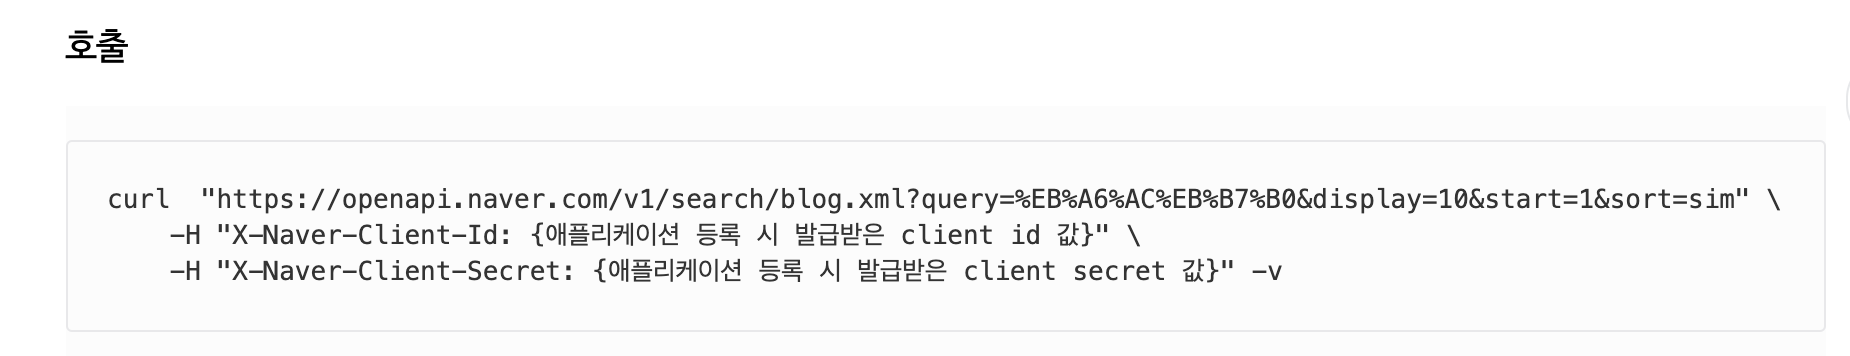 호출
curl  "https://openapi.naver.com/v1/search/blog.xml?query=%EB%A6%AC%EB%B7%B0&display=10&start=1&sort=sim" \
    -H "X-Naver-Client-Id: {애플리케이션 등록 시 발급받은 client id 값}" \
    -H "X-Naver-Client-Secret: {애플리케이션 등록 시 발급받은 client secret 값}" -v